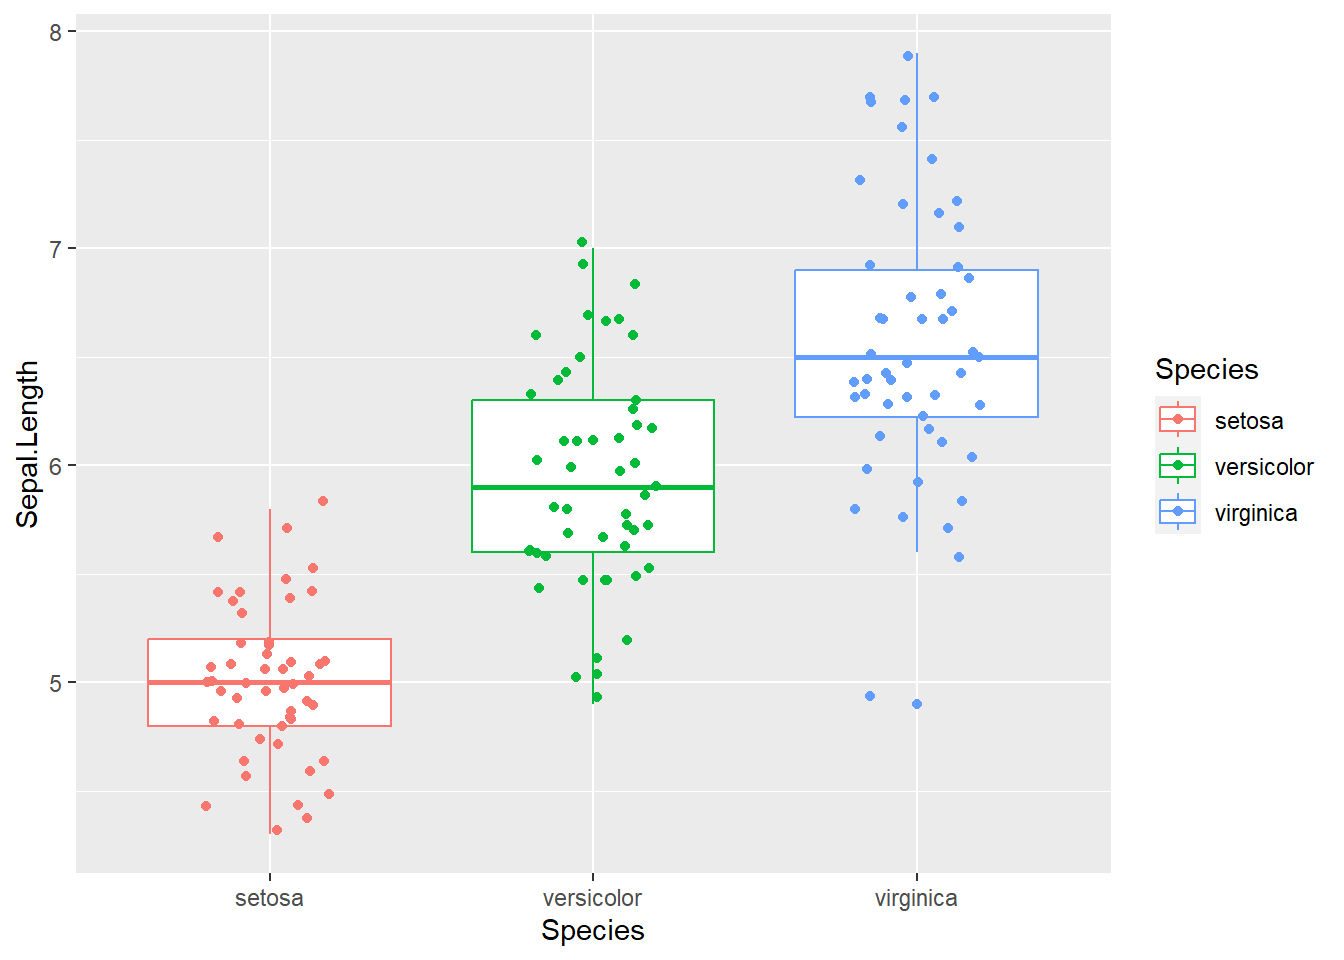 8
7
6
5
Sepal.Length
setosa
versicolor
virginica
Species
Species
setosa
versicolor
virginica